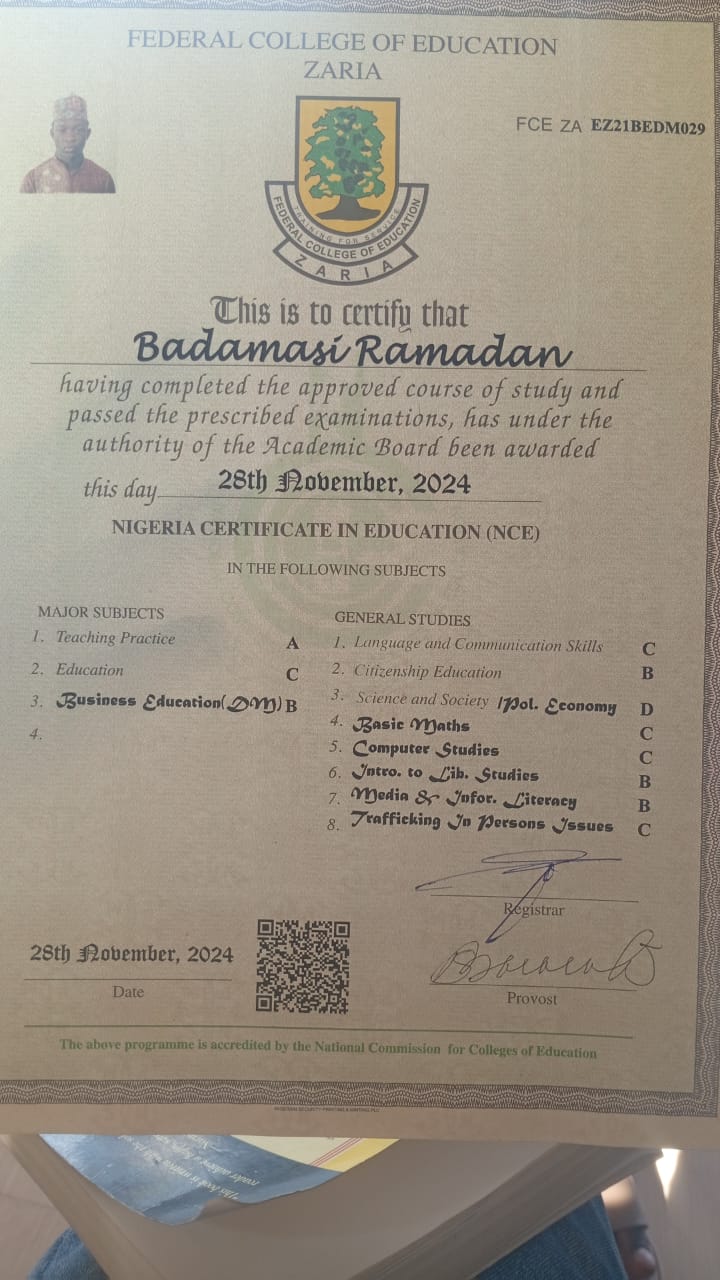 FEDERAL COLLEGE OF EDUCATION
ZARIA
FCE ZA EZ21BEDM029
TRAINING FOR SERVICE
FEDERAL COLLEGE OF EDUCATION
ZARIA
This is to certify that
Badamasi Ramadan
having completed the approved course of study and
passed the prescribed examinations, has under the
authority of the Academic Board been awarded
this day 28th November, 2024
NIGERIA CERTIFICATE IN EDUCATION (NCE)
IN THE FOLLOWING SUBJECTS
MAJOR SUBJECTS
1. Teaching Practice A
2. Education C
3. Business Education(DM) B
4.
GENERAL STUDIES
1. Language and Communication Skills C
2. Citizenship Education B
3. Science and Society /Pol. Economy D
4. Basic Maths C
5. Computer Studies C
6. Intro. to Lib. Studies B
7. Media & Infor. Literacy B
8. Trafficking In Persons Issues C
Registrar
28th November, 2024
Date
Provost
The above programme is accredited by the National Commission for Colleges of Education